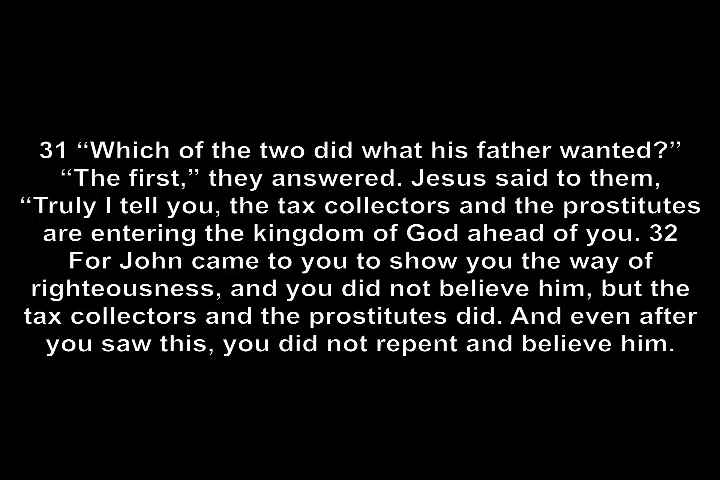 31 “Which of the two did what his father wanted?”
“The first,” they answered. Jesus said to them,
“Truly I tell you, the tax collectors and the prostitutes
are entering the kingdom of God ahead of you. 32
For John came to you to show you the way of
righteousness, and you did not believe him, but the
tax collectors and the prostitutes did. And even after
you saw this, you did not repent and believe him.